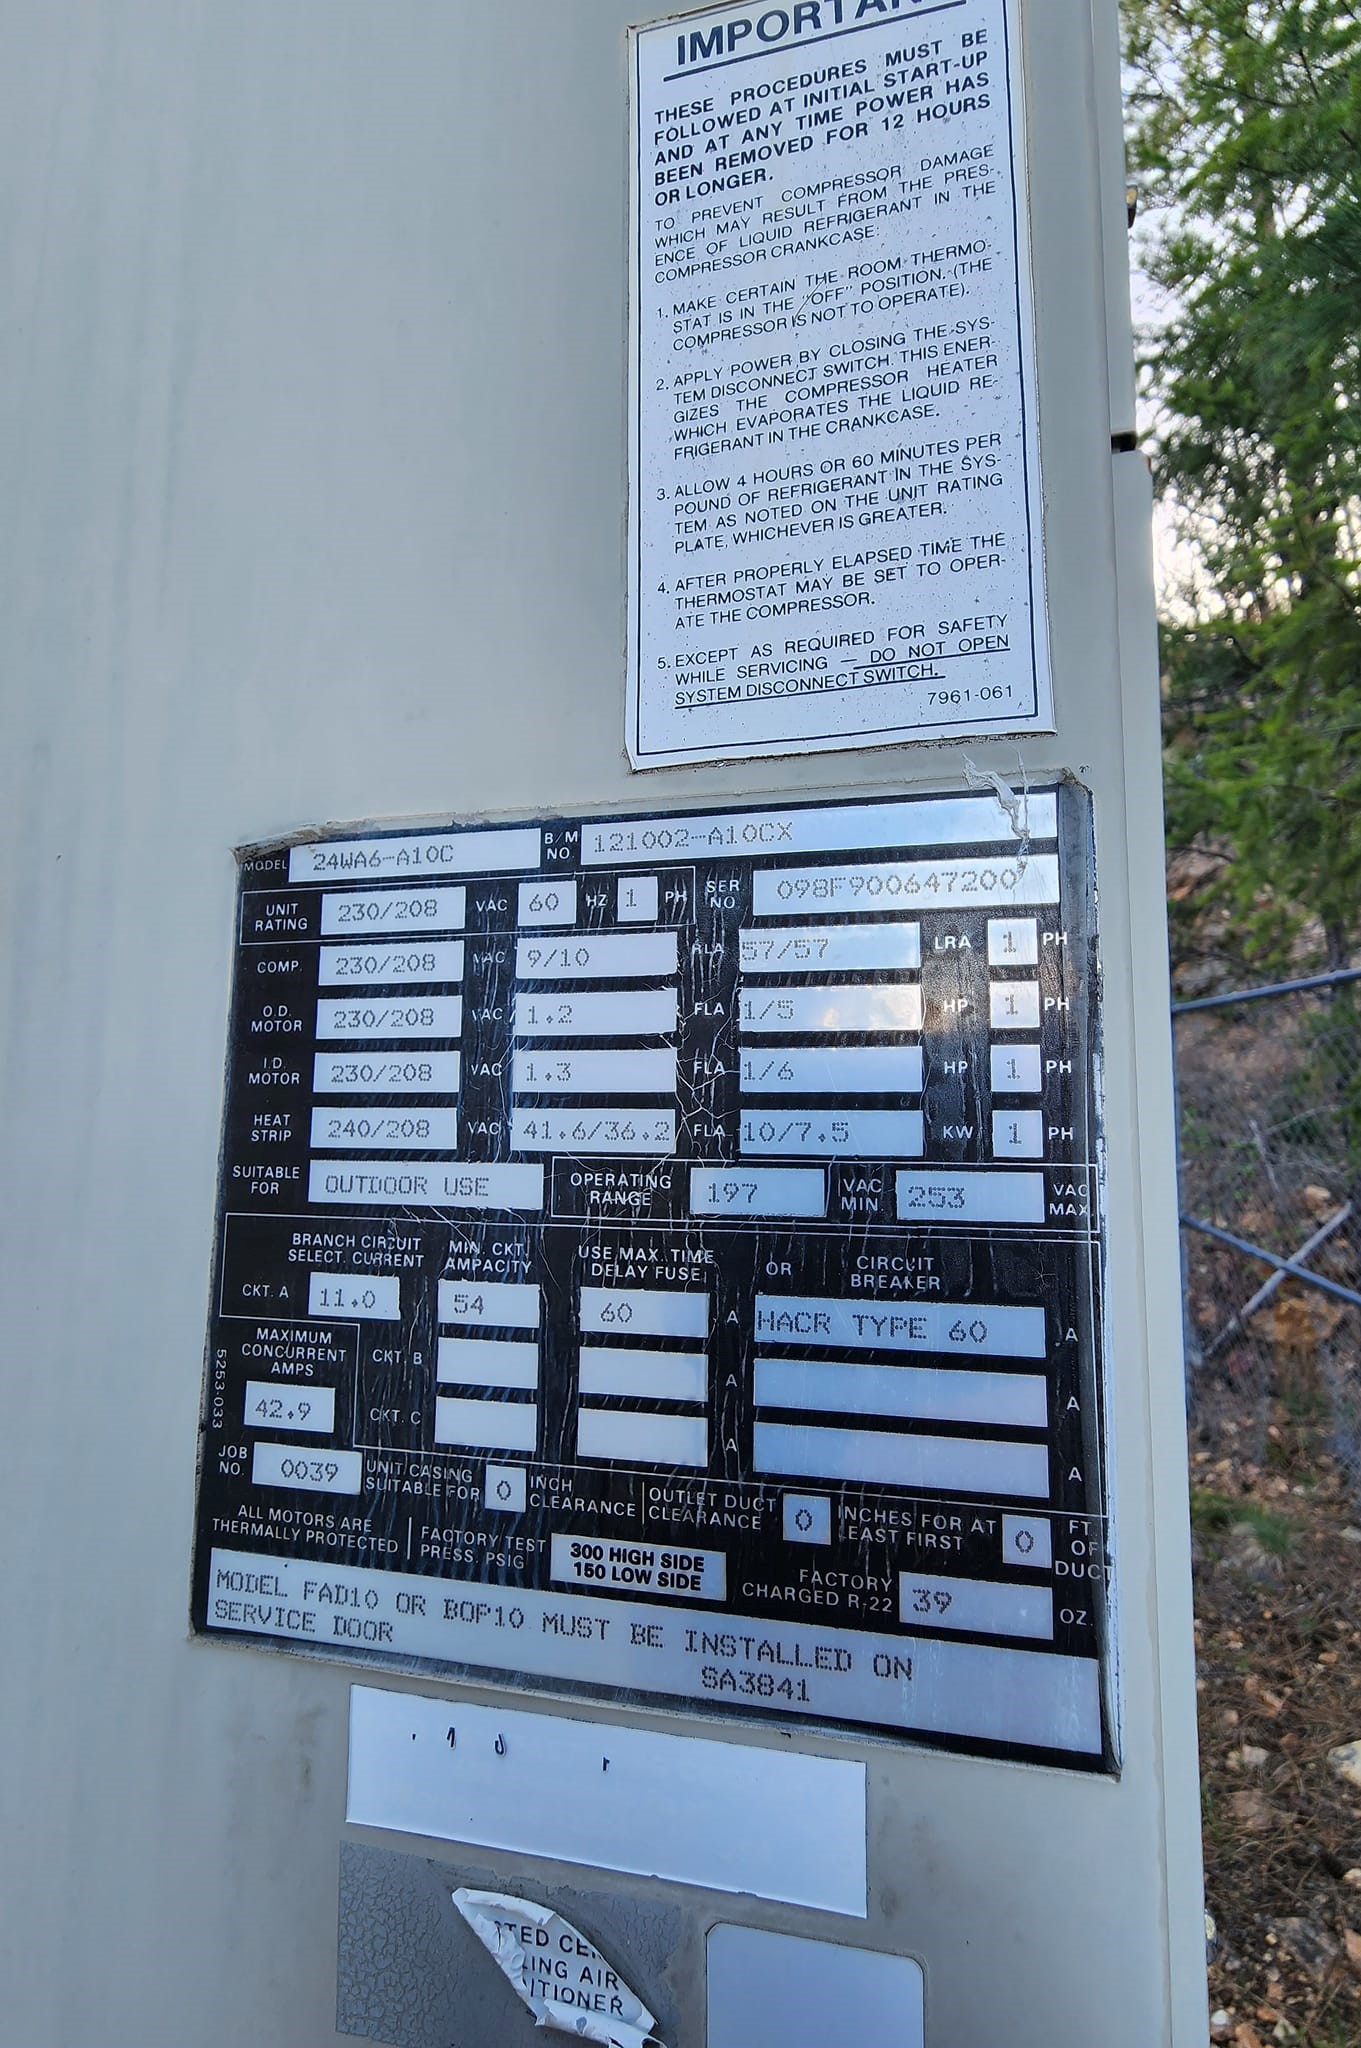 IMPORTAN
THESE PROCEDURES MUST BE
FOLLOWED AT INITIAL START-UP
AND AT ANY TIME POWER HAS
BEEN REMOVED FOR 12 HOURS
OR LONGER.
TO PREVENT COMPRESSOR DAMAGE
WHICH MAY RESULT FROM THE PRES-
ENCE OF LIQUID REFRIGERANT IN THE
COMPRESSOR CRANKCASE:
1. MAKE CERTAIN THE ROOM THERMO-
STAT IS IN THE "OFF" POSITION. (THE
COMPRESSOR IS NOT TO OPERATE).
2. APPLY POWER BY CLOSING THE SYS-
TEM DISCONNECT SWITCH. THIS ENER-
GIZES THE COMPRESSOR HEATER
WHICH EVAPORATES THE LIQUID RE-
FRIGERANT IN THE CRANKCASE.
3. ALLOW 4 HOURS OR 60 MINUTES PER
POUND OF REFRIGERANT IN THE SYS-
TEM AS NOTED ON THE UNIT RATING
PLATE, WHICHEVER IS GREATER.
4. AFTER PROPERLY ELAPSED TIME THE
THERMOSTAT MAY BE SET TO OPER-
ATE THE COMPRESSOR.
5. EXCEPT AS REQUIRED FOR SAFETY
WHILE SERVICING — DO NOT OPEN
SYSTEM DISCONNECT SWITCH.
7961-061
MODEL 24WA6-A10C B/M NO. 121002-A10CX
UNIT RATING 230/208 VAC 60 HZ 1 PH SER NO 098F900647200
COMP. 230/208 VAC 9/10 RLA 57/57 LRA 1 PH
O.D. MOTOR 230/208 VAC 1.2 FLA 1/5 HP 1 PH
I.D. MOTOR 230/208 VAC 1.3 FLA 1/6 HP 1 PH
HEAT STRIP 240/208 VAC 41.6/36.2 FLA 10/7.5 KW 1 PH
SUITABLE FOR OUTDOOR USE OPERATING RANGE 197 VAC MIN. 253 VAC MAX
BRANCH CIRCUIT SELECT. CURRENT MIN. CKT. AMPACITY USE MAX. TIME DELAY FUSE OR CIRCUIT BREAKER
CKT. A 11.0 54 60 A HACR TYPE 60 A
MAXIMUM CONCURRENT AMPS 42.9
CKT. B A A
CKT. C A A
5253-033
JOB NO. 0039 UNIT CASING SUITABLE FOR 0 INCH CLEARANCE OUTLET DUCT CLEARANCE 0 INCHES FOR AT LEAST FIRST 0 FT. OF DUCT
ALL MOTORS ARE THERMALLY PROTECTED FACTORY TEST PRESS. PSIG 300 HIGH SIDE 150 LOW SIDE FACTORY CHARGED R-22 39 OZ.
MODEL FAD10 OR BOP10 MUST BE INSTALLED ON
SERVICE DOOR SA3841
STED CE
LING AIR
ITIONER